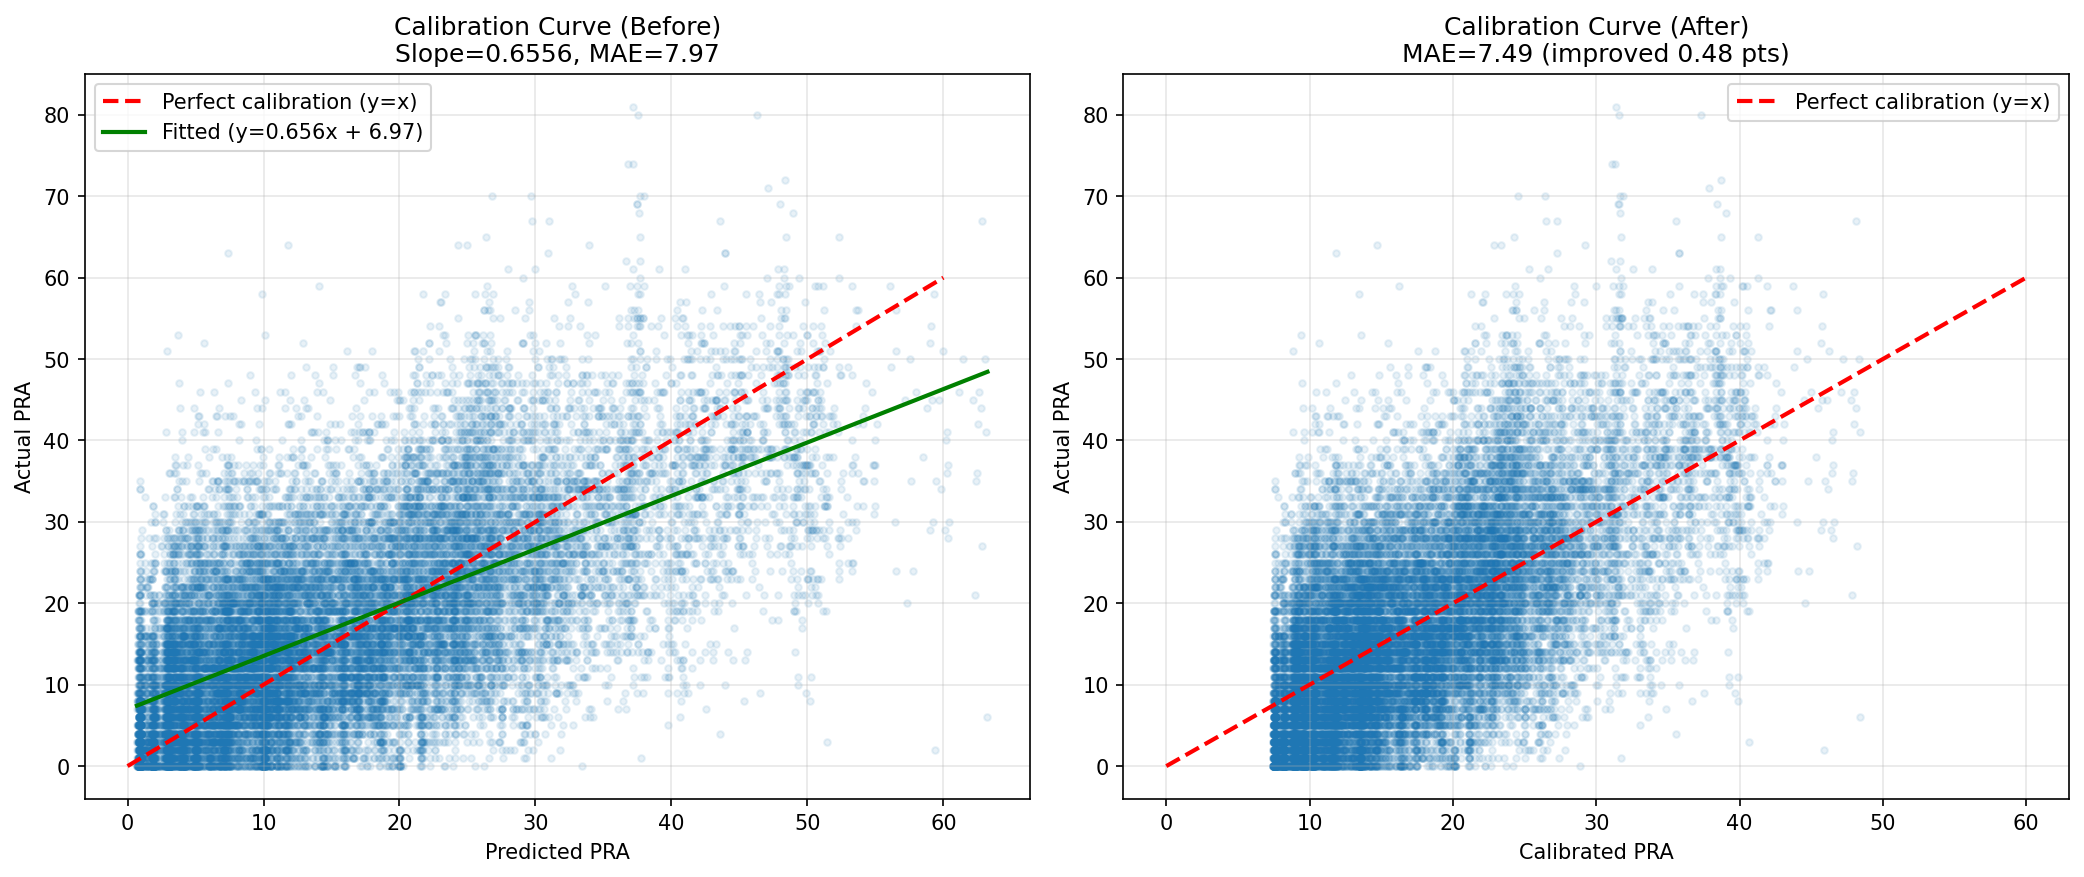 Calibration Curve (Before)
Slope=0.6556, MAE=7.97
Perfect calibration (y=x)
Fitted (y=0.656x + 6.97)
80
70
60
50
40
30
20
10
0
Actual PRA
0 10 20 30 40 50 60
Predicted PRA
Calibration Curve (After)
MAE=7.49 (improved 0.48 pts)
Perfect calibration (y=x)
80
70
60
50
40
30
20
10
0
Actual PRA
0 10 20 30 40 50 60
Calibrated PRA